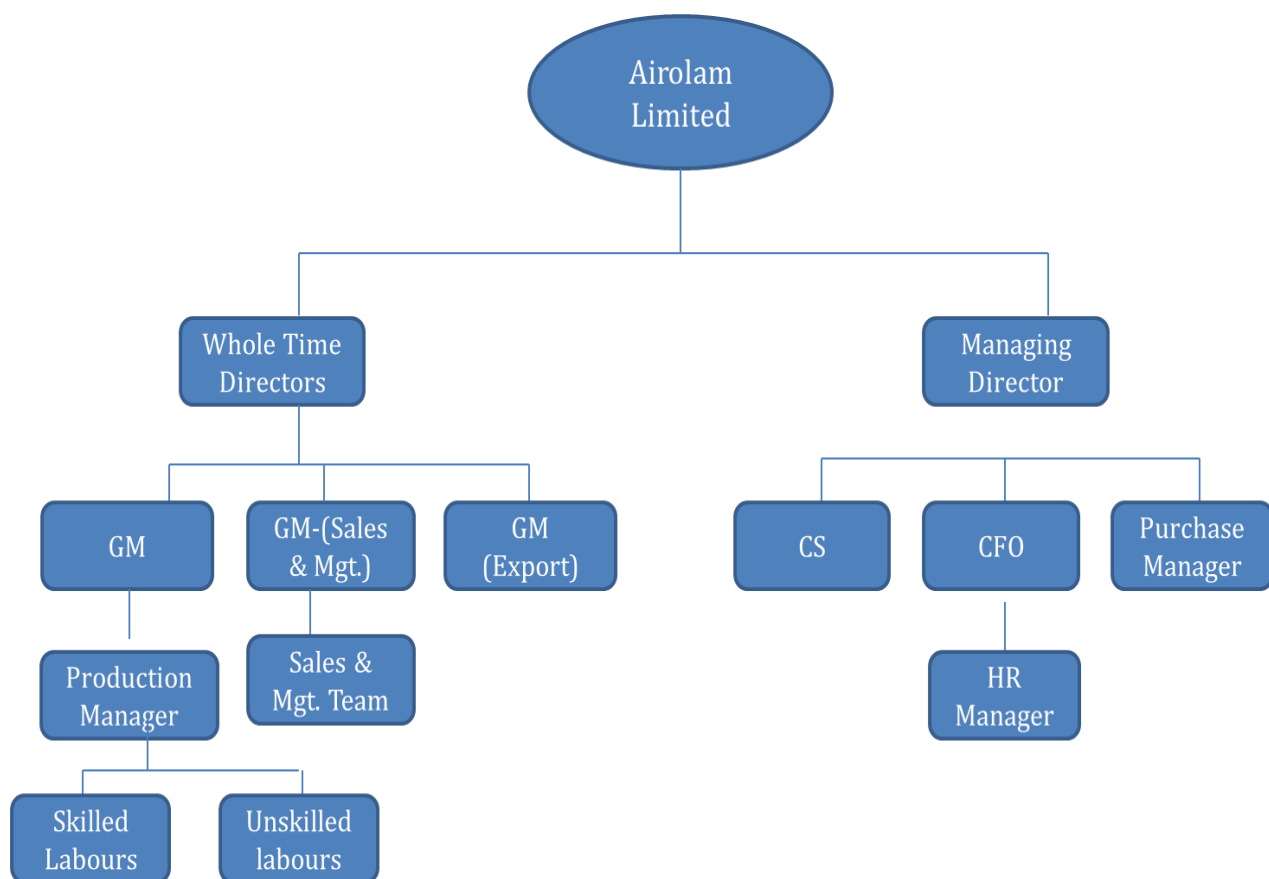 Airolam
Limited
Whole Time
Directors
Managing
Director
GM
GM-(Sales
& Mgt.)
GM
(Export)
CS
CFO
Purchase
Manager
Production
Manager
Sales &
Mgt. Team
HR
Manager
Skilled
Labours
Unskilled
labours